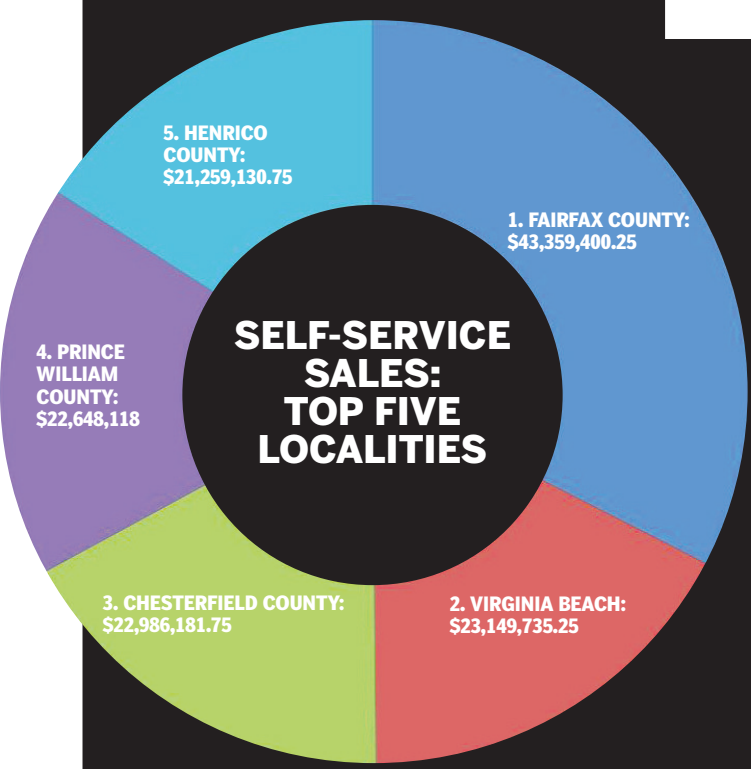 SELF-SERVICE
SALES:
TOP FIVE
LOCALITIES
1. FAIRFAX COUNTY:
$43,359,400.25
2. VIRGINIA BEACH:
$23,149,735.25
3. CHESTERFIELD COUNTY:
$22,986,181.75
4. PRINCE
WILLIAM
COUNTY:
$22,648,118
5. HENRICO
COUNTY:
$21,259,130.75